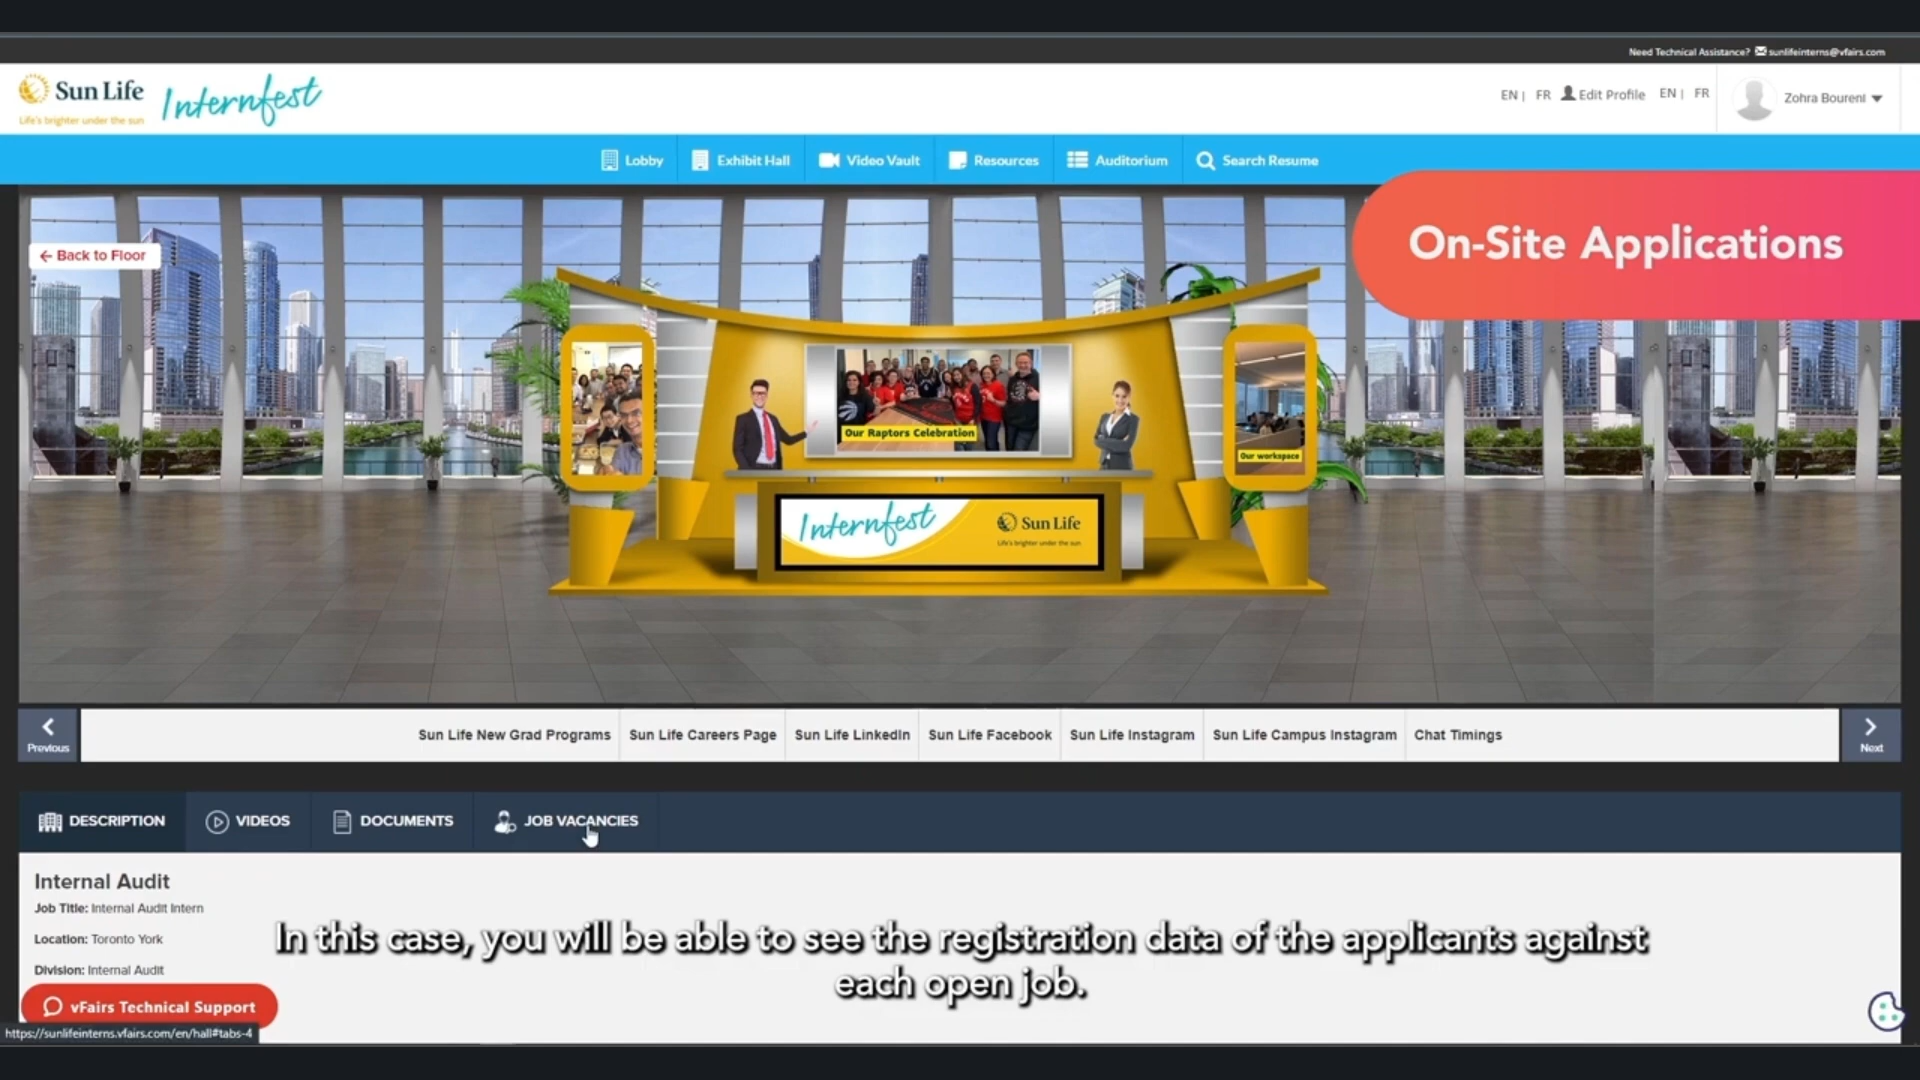 Need Technical Assistance? sunlifeinterns@vfairs.com
Sun Life
Life's brighter under the sun
Internfest
EN | FR Edit Profile EN | FR
Zohra Bourenl
Lobby
Exhibit Hall
Video Vault
Resources
Auditorium
Search Resume
On-Site Applications
← Back to Floor
Our Raptors Celebration
Our workspace
Internfest
Sun Life
Life's brighter under the sun
Previous
Sun Life New Grad Programs
Sun Life Careers Page
Sun Life LinkedIn
Sun Life Facebook
Sun Life Instagram
Sun Life Campus Instagram
Chat Timings
Next
DESCRIPTION
VIDEOS
DOCUMENTS
JOB VACANCIES
Internal Audit
Job Title: Internal Audit Intern
Location: Toronto York
Division: Internal Audit
In this case, you will be able to see the registration data of the applicants against
each open job.
vFairs Technical Support
https://sunlifeinterns.vfairs.com/en/hall#tabs-4